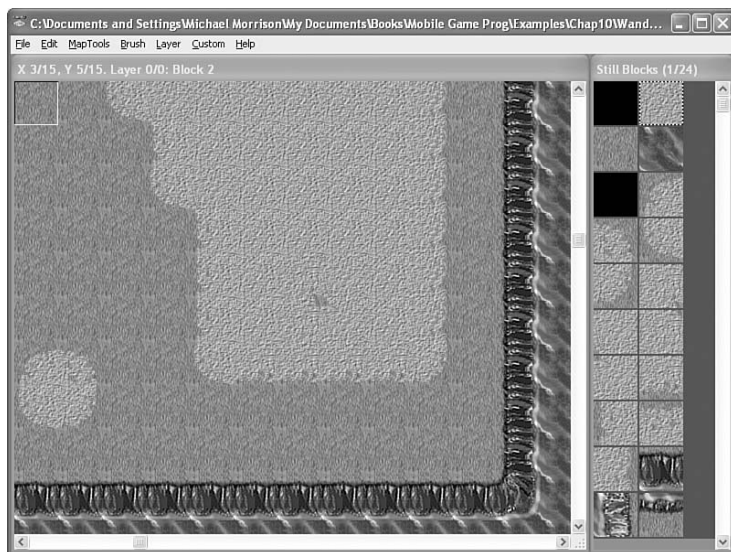 C:\Documents and Settings\Michael Morrison\My Documents\Books\Mobile Game Prog\Examples\Chap10\Wand...
File Edit MapTools Brush Layer Custom Help
X 3/15, Y 5/15. Layer 0/0: Block 2
Still Blocks (1/24)